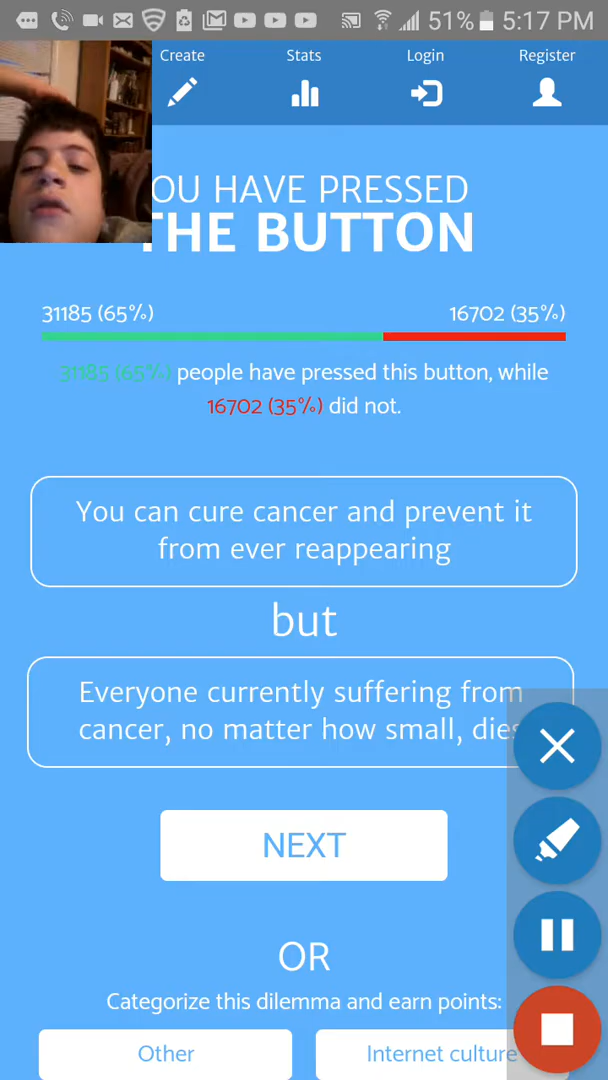 51% 5:17 PM
Create Stats Login Register
OU HAVE PRESSED
THE BUTTON
31185 (65%) 16702 (35%)
31185 (65%) people have pressed this button, while
16702 (35%) did not.
You can cure cancer and prevent it
from ever reappearing
but
Everyone currently suffering from
cancer, no matter how small, dies
NEXT
OR
Categorize this dilemma and earn points:
Other Internet culture